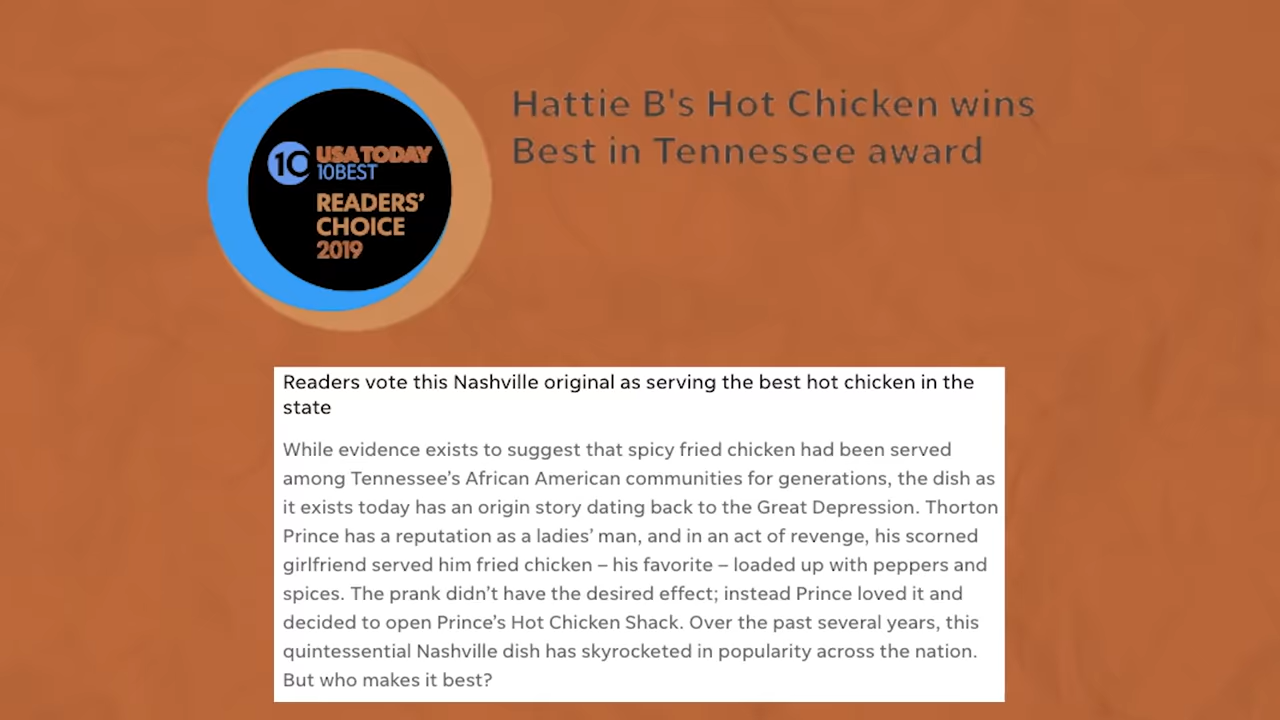 Hattie B's Hot Chicken wins
Best in Tennessee award
10 USA TODAY
10BEST
READERS'
CHOICE
2019
Readers vote this Nashville original as serving the best hot chicken in the
state
While evidence exists to suggest that spicy fried chicken had been served
among Tennessee’s African American communities for generations, the dish as
it exists today has an origin story dating back to the Great Depression. Thorton
Prince has a reputation as a ladies’ man, and in an act of revenge, his scorned
girlfriend served him fried chicken – his favorite – loaded up with peppers and
spices. The prank didn’t have the desired effect; instead Prince loved it and
decided to open Prince’s Hot Chicken Shack. Over the past several years, this
quintessential Nashville dish has skyrocketed in popularity across the nation.
But who makes it best?